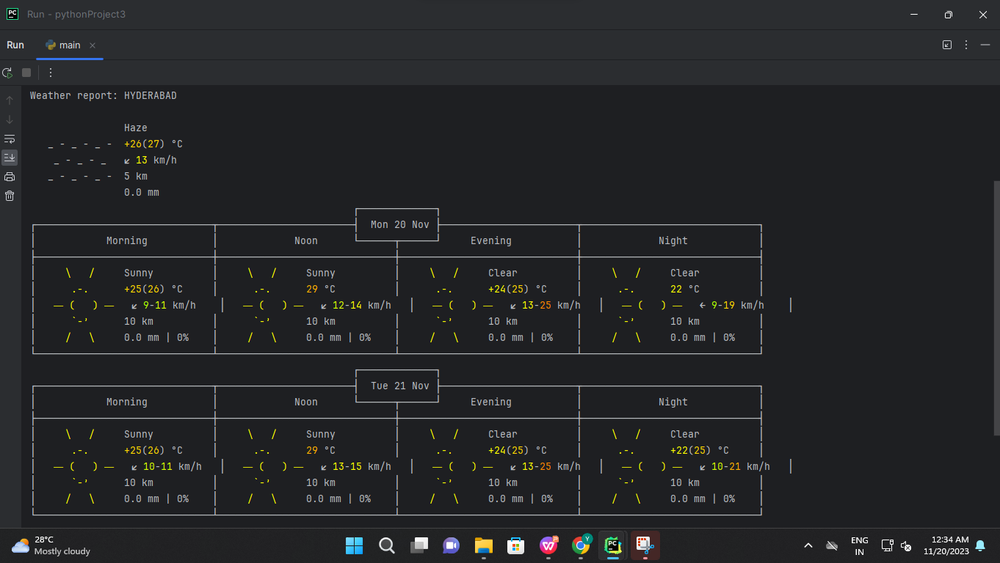 PC Run - pythonProject3
Run main
Weather report: HYDERABAD
Haze
_ - _ - _ - +26(27) °C
_ - _ - _ ↙ 13 km/h
_ - _ - _ - 5 km
0.0 mm
Mon 20 Nov
Morning Noon Evening Night
\ / Sunny \ / Sunny \ / Clear \ / Clear
.-. +25(26) °C .-. 29 °C .-. +24(25) °C .-. 22 °C
― ( ) ― ↙ 9-11 km/h ― ( ) ― ↙ 12-14 km/h ― ( ) ― ↙ 13-25 km/h ― ( ) ― ← 9-19 km/h
`-’ 10 km `-’ 10 km `-’ 10 km `-’ 10 km
/ \ 0.0 mm | 0% / \ 0.0 mm | 0% / \ 0.0 mm | 0% / \ 0.0 mm | 0%
Tue 21 Nov
Morning Noon Evening Night
\ / Sunny \ / Sunny \ / Clear \ / Clear
.-. +25(26) °C .-. 29 °C .-. +24(25) °C .-. +22(25) °C
― ( ) ― ↙ 10-11 km/h ― ( ) ― ↙ 13-15 km/h ― ( ) ― ↙ 13-25 km/h ― ( ) ― ↙ 10-21 km/h
`-’ 10 km `-’ 10 km `-’ 10 km `-’ 10 km
/ \ 0.0 mm | 0% / \ 0.0 mm | 0% / \ 0.0 mm | 0% / \ 0.0 mm | 0%
28°C
Mostly cloudy
Y
PC
ENG
IN
12:34 AM
11/20/2023